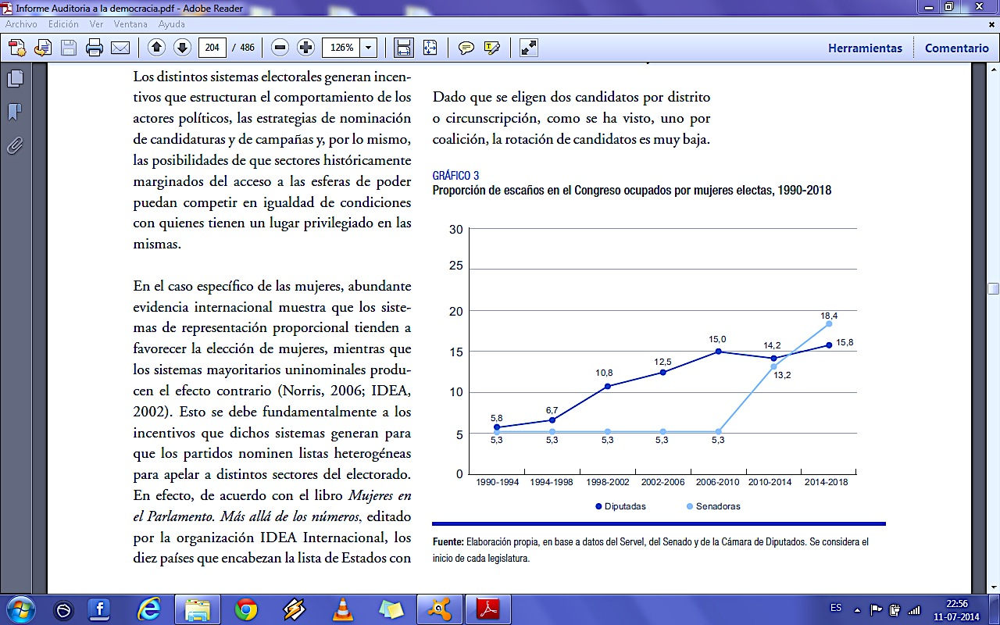 Informe Auditoria a la democracia.pdf - Adobe Reader
Archivo Edición Ver Ventana Ayuda
204 / 486 126% Herramientas Comentario
Los distintos sistemas electorales generan incen-
tivos que estructuran el comportamiento de los
actores políticos, las estrategias de nominación
de candidaturas y de campañas y, por lo mismo,
las posibilidades de que sectores históricamente
marginados del acceso a las esferas de poder
puedan competir en igualdad de condiciones
con quienes tienen un lugar privilegiado en las
mismas.
En el caso específico de las mujeres, abundante
evidencia internacional muestra que los siste-
mas de representación proporcional tienden a
favorecer la elección de mujeres, mientras que
los sistemas mayoritarios uninominales produ-
cen el efecto contrario (Norris, 2006; IDEA,
2002). Esto se debe fundamentalmente a los
incentivos que dichos sistemas generan para
que los partidos nominen listas heterogéneas
para apelar a distintos sectores del electorado.
En efecto, de acuerdo con el libro Mujeres en
el Parlamento. Más allá de los números, editado
por la organización IDEA Internacional, los
diez países que encabezan la lista de Estados con
Dado que se eligen dos candidatos por distrito
o circunscripción, como se ha visto, uno por
coalición, la rotación de candidatos es muy baja.
GRÁFICO 3
Proporción de escaños en el Congreso ocupados por mujeres electas, 1990-2018
30
25
20
15
10
5
0
5,8 6,7 10,8 12,5 15,0 14,2 15,8
5,3 5,3 5,3 5,3 5,3 13,2 18,4
1990-1994 1994-1998 1998-2002 2002-2006 2006-2010 2010-2014 2014-2018
Diputadas Senadoras
Fuente: Elaboración propia, en base a datos del Servel, del Senado y de la Cámara de Diputados. Se considera el
inicio de cada legislatura.
ES
22:56
11-07-2014